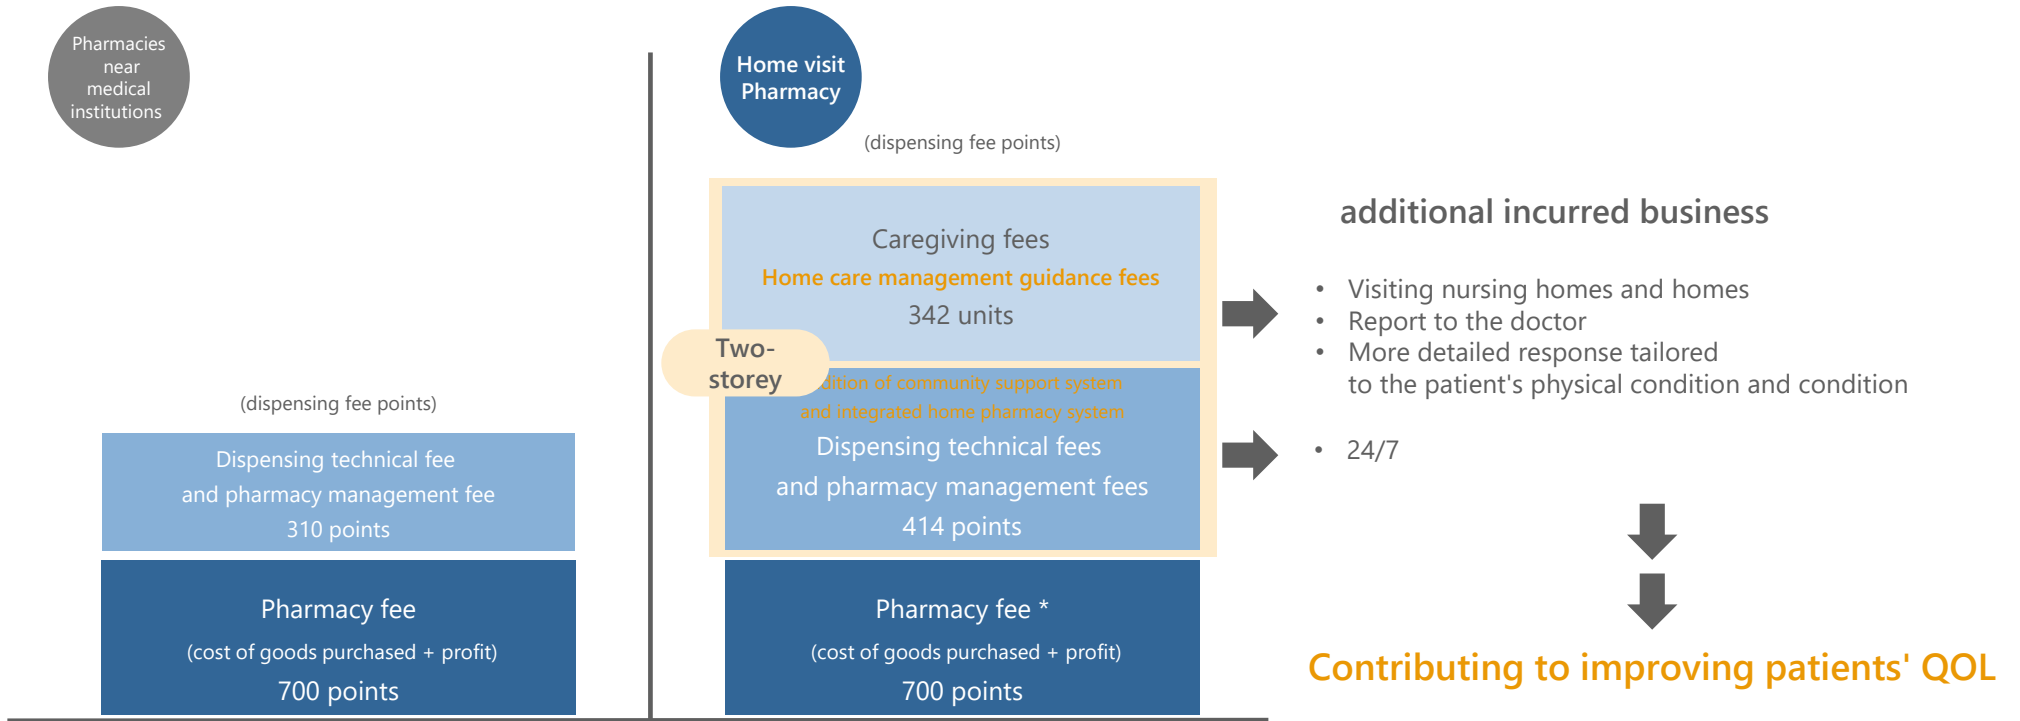 Pharmacies
near
medical
institutions
(dispensing fee points)
Dispensing technical fee
and pharmacy management fee
310 points
Pharmacy fee
(cost of goods purchased + profit)
700 points
Home visit
Pharmacy
(dispensing fee points)
Caregiving fees
Home care management guidance fees
342 units
Two-
storey
dition of community support system
and integrated home pharmacy system
Dispensing technical fees
and pharmacy management fees
414 points
Pharmacy fee *
(cost of goods purchased + profit)
700 points
additional incurred business
• Visiting nursing homes and homes
• Report to the doctor
• More detailed response tailored
to the patient's physical condition and condition
• 24/7
Contributing to improving patients' QOL